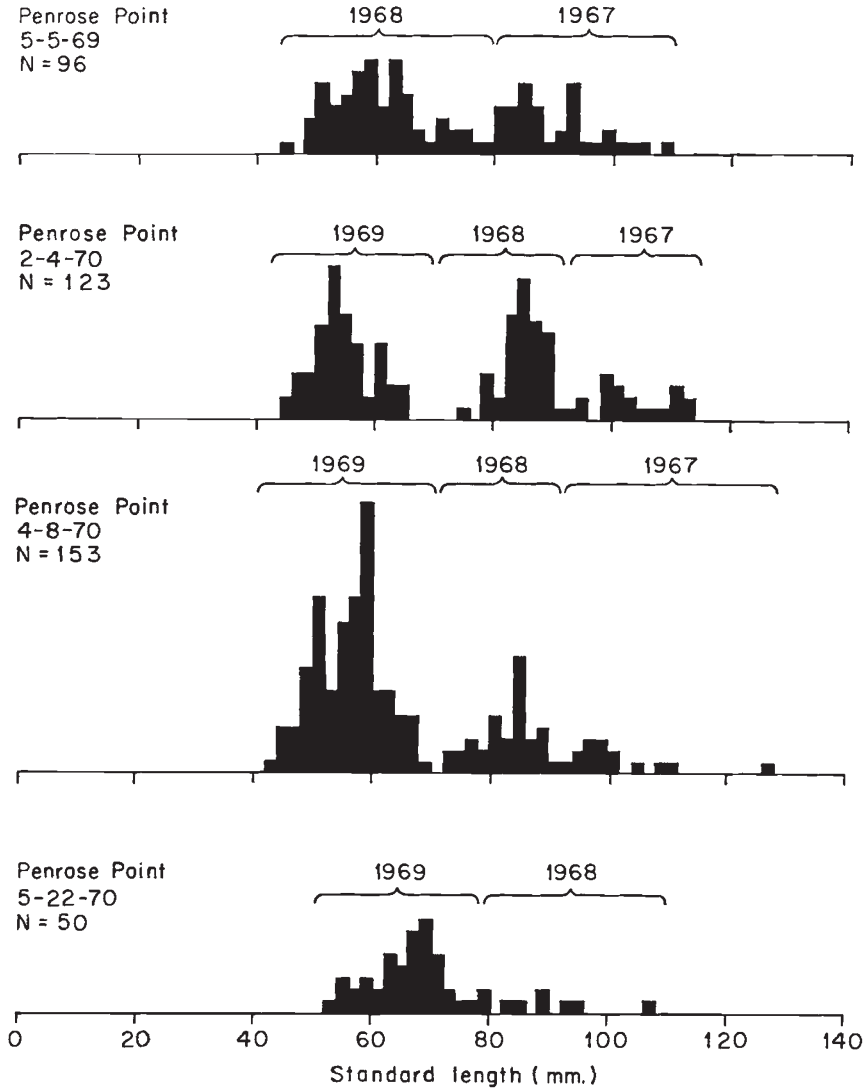 Penrose Point
5-5-69
N = 96
1968
1967
Penrose Point
2-4-70
N = 123
1969
1968
1967
Penrose Point
4-8-70
N = 153
1969
1968
1967
Penrose Point
5-22-70
N = 50
1969
1968
0 20 40 60 80 100 120 140
Standard length (mm.)